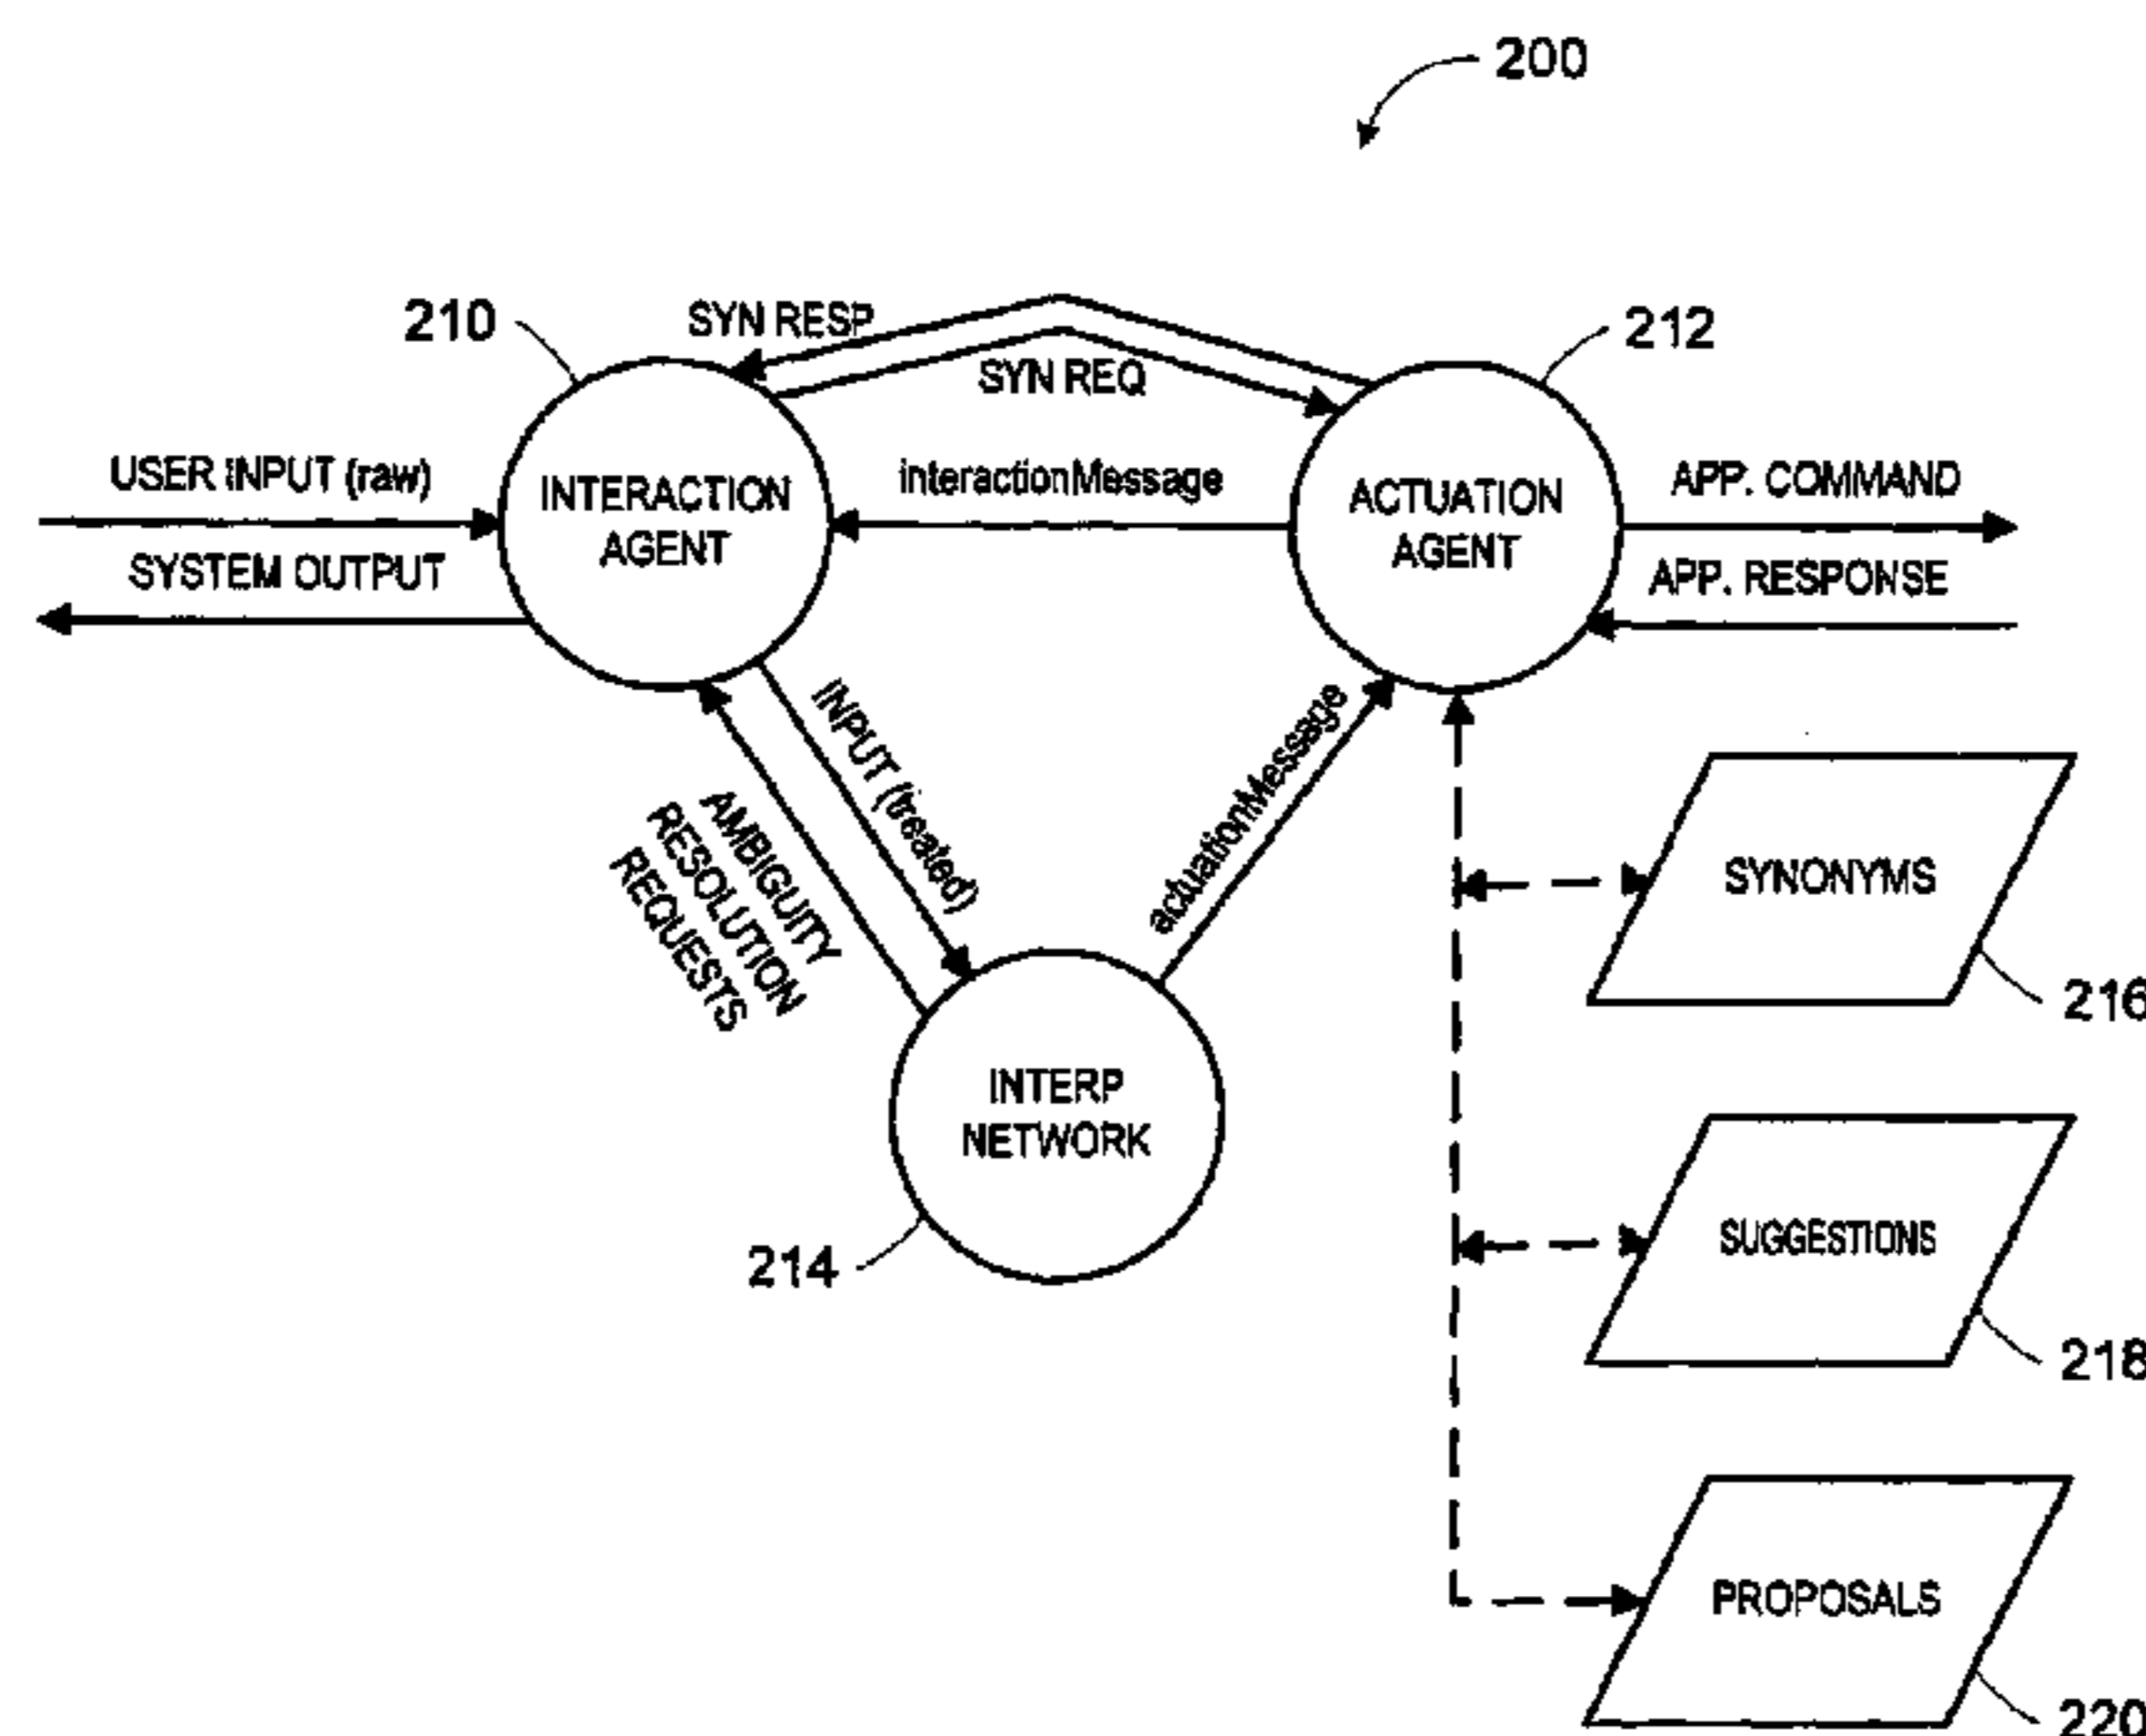 200
210
SYN RESP
212
SYN REQ
USER INPUT (raw)
INTERACTION
AGENT
interactionMessage
ACTUATION
AGENT
APP. COMMAND
SYSTEM OUTPUT
APP. RESPONSE
INPUT (treated)
actuationMessage
AMBIGUITY
RESOLUTION
REQUESTS
SYNONYMS
216
INTERP
NETWORK
214
SUGGESTIONS
218
PROPOSALS
220